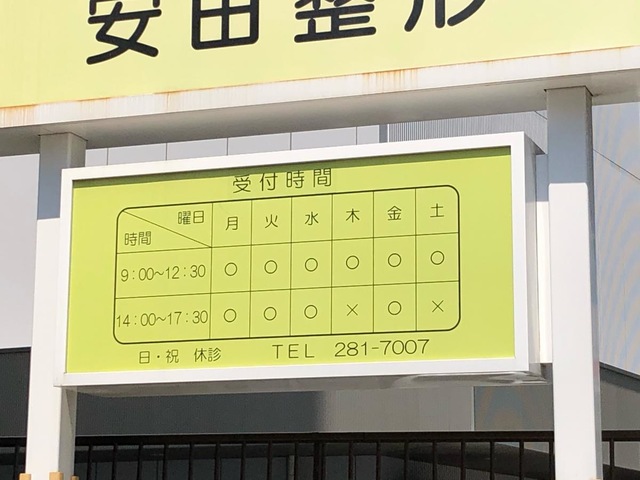 安田整形
受付時間
曜日 月 火 水 木 金 土
時間
9:00〜12:30 ○ ○ ○ ○ ○ ○
14:00〜17:30 ○ ○ ○ × ○ ×
日・祝 休診 TEL 281-7007